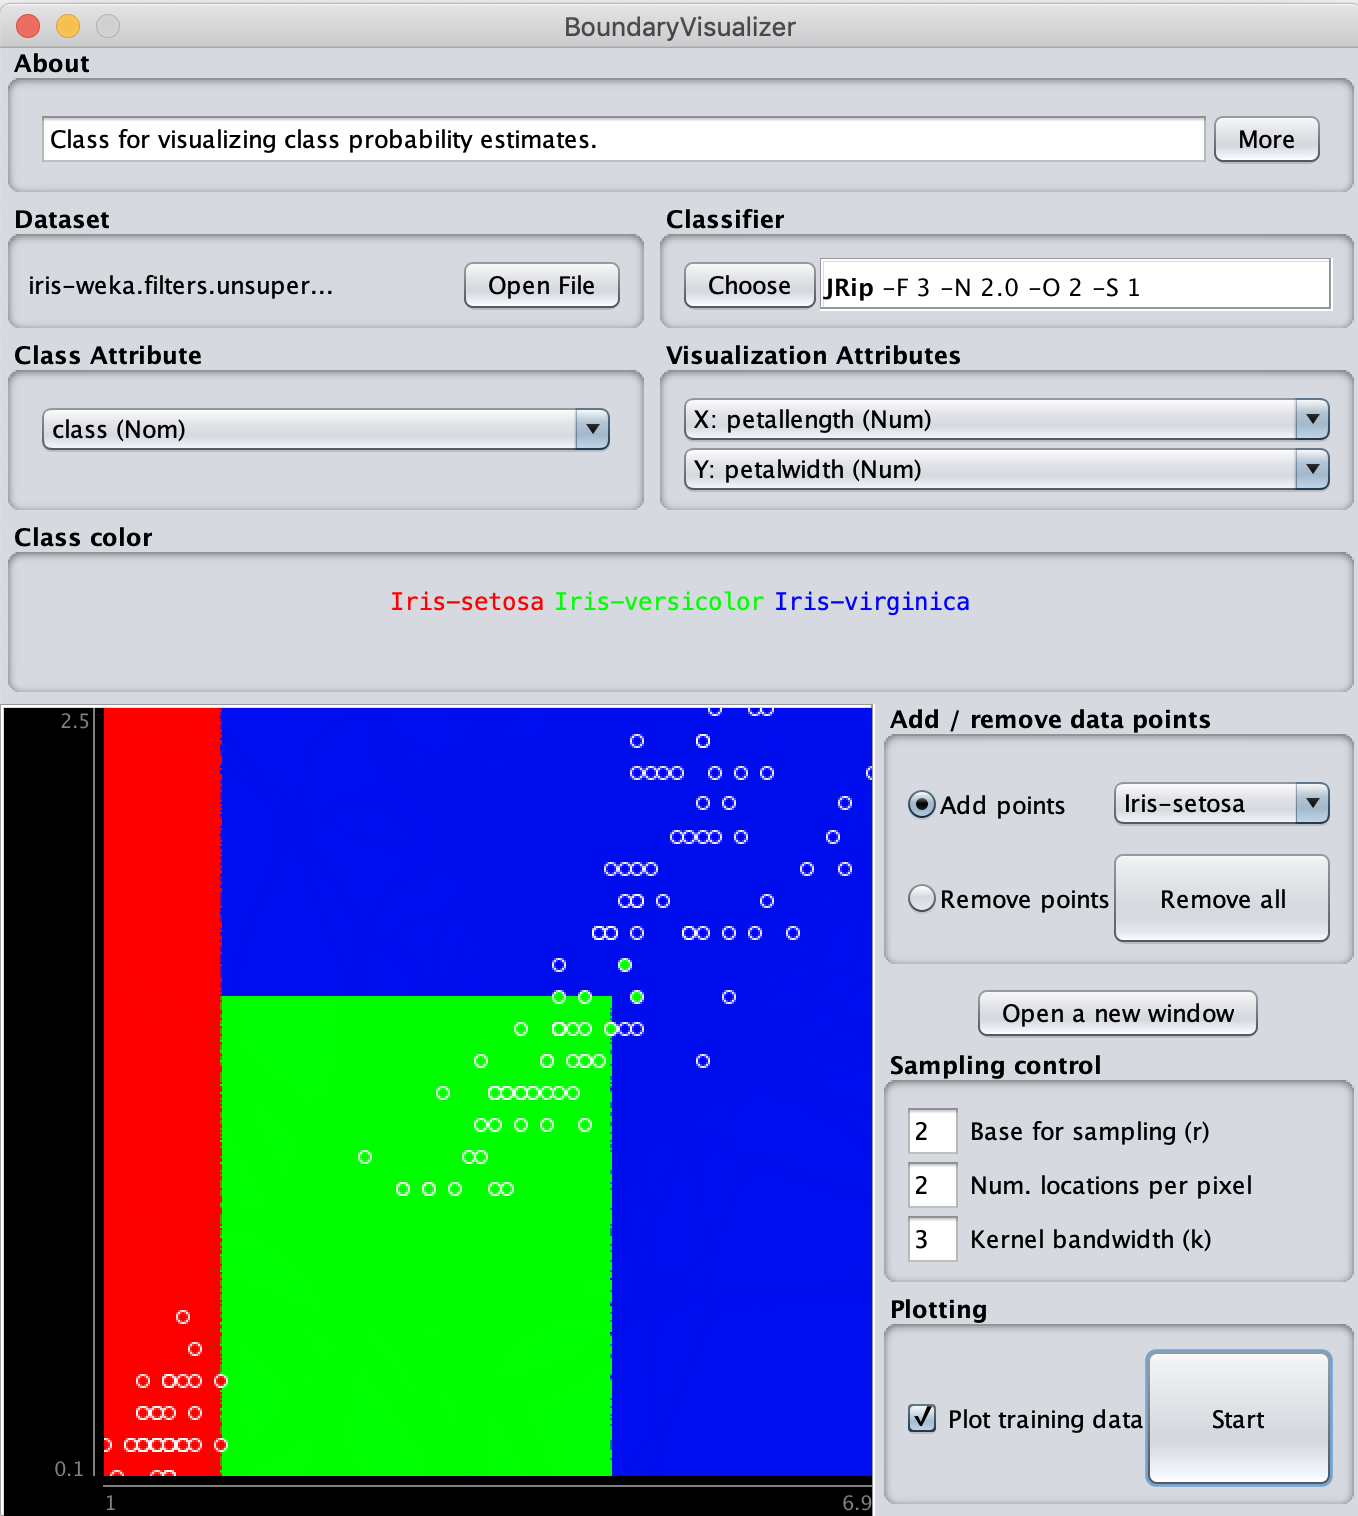 BoundaryVisualizer
About
Class for visualizing class probability estimates.
More
Dataset
iris-weka.filters.unsuper...
Open File
Classifier
Choose
JRip -F 3 -N 2.0 -O 2 -S 1
Class Attribute
class (Nom)
Visualization Attributes
X: petallength (Num)
Y: petalwidth (Num)
Class color
Iris-setosa Iris-versicolor Iris-virginica
2.5
0.1
1
6.9
Add / remove data points
Add points
Iris-setosa
Remove points
Remove all
Open a new window
Sampling control
2 Base for sampling (r)
2 Num. locations per pixel
3 Kernel bandwidth (k)
Plotting
Plot training data
Start